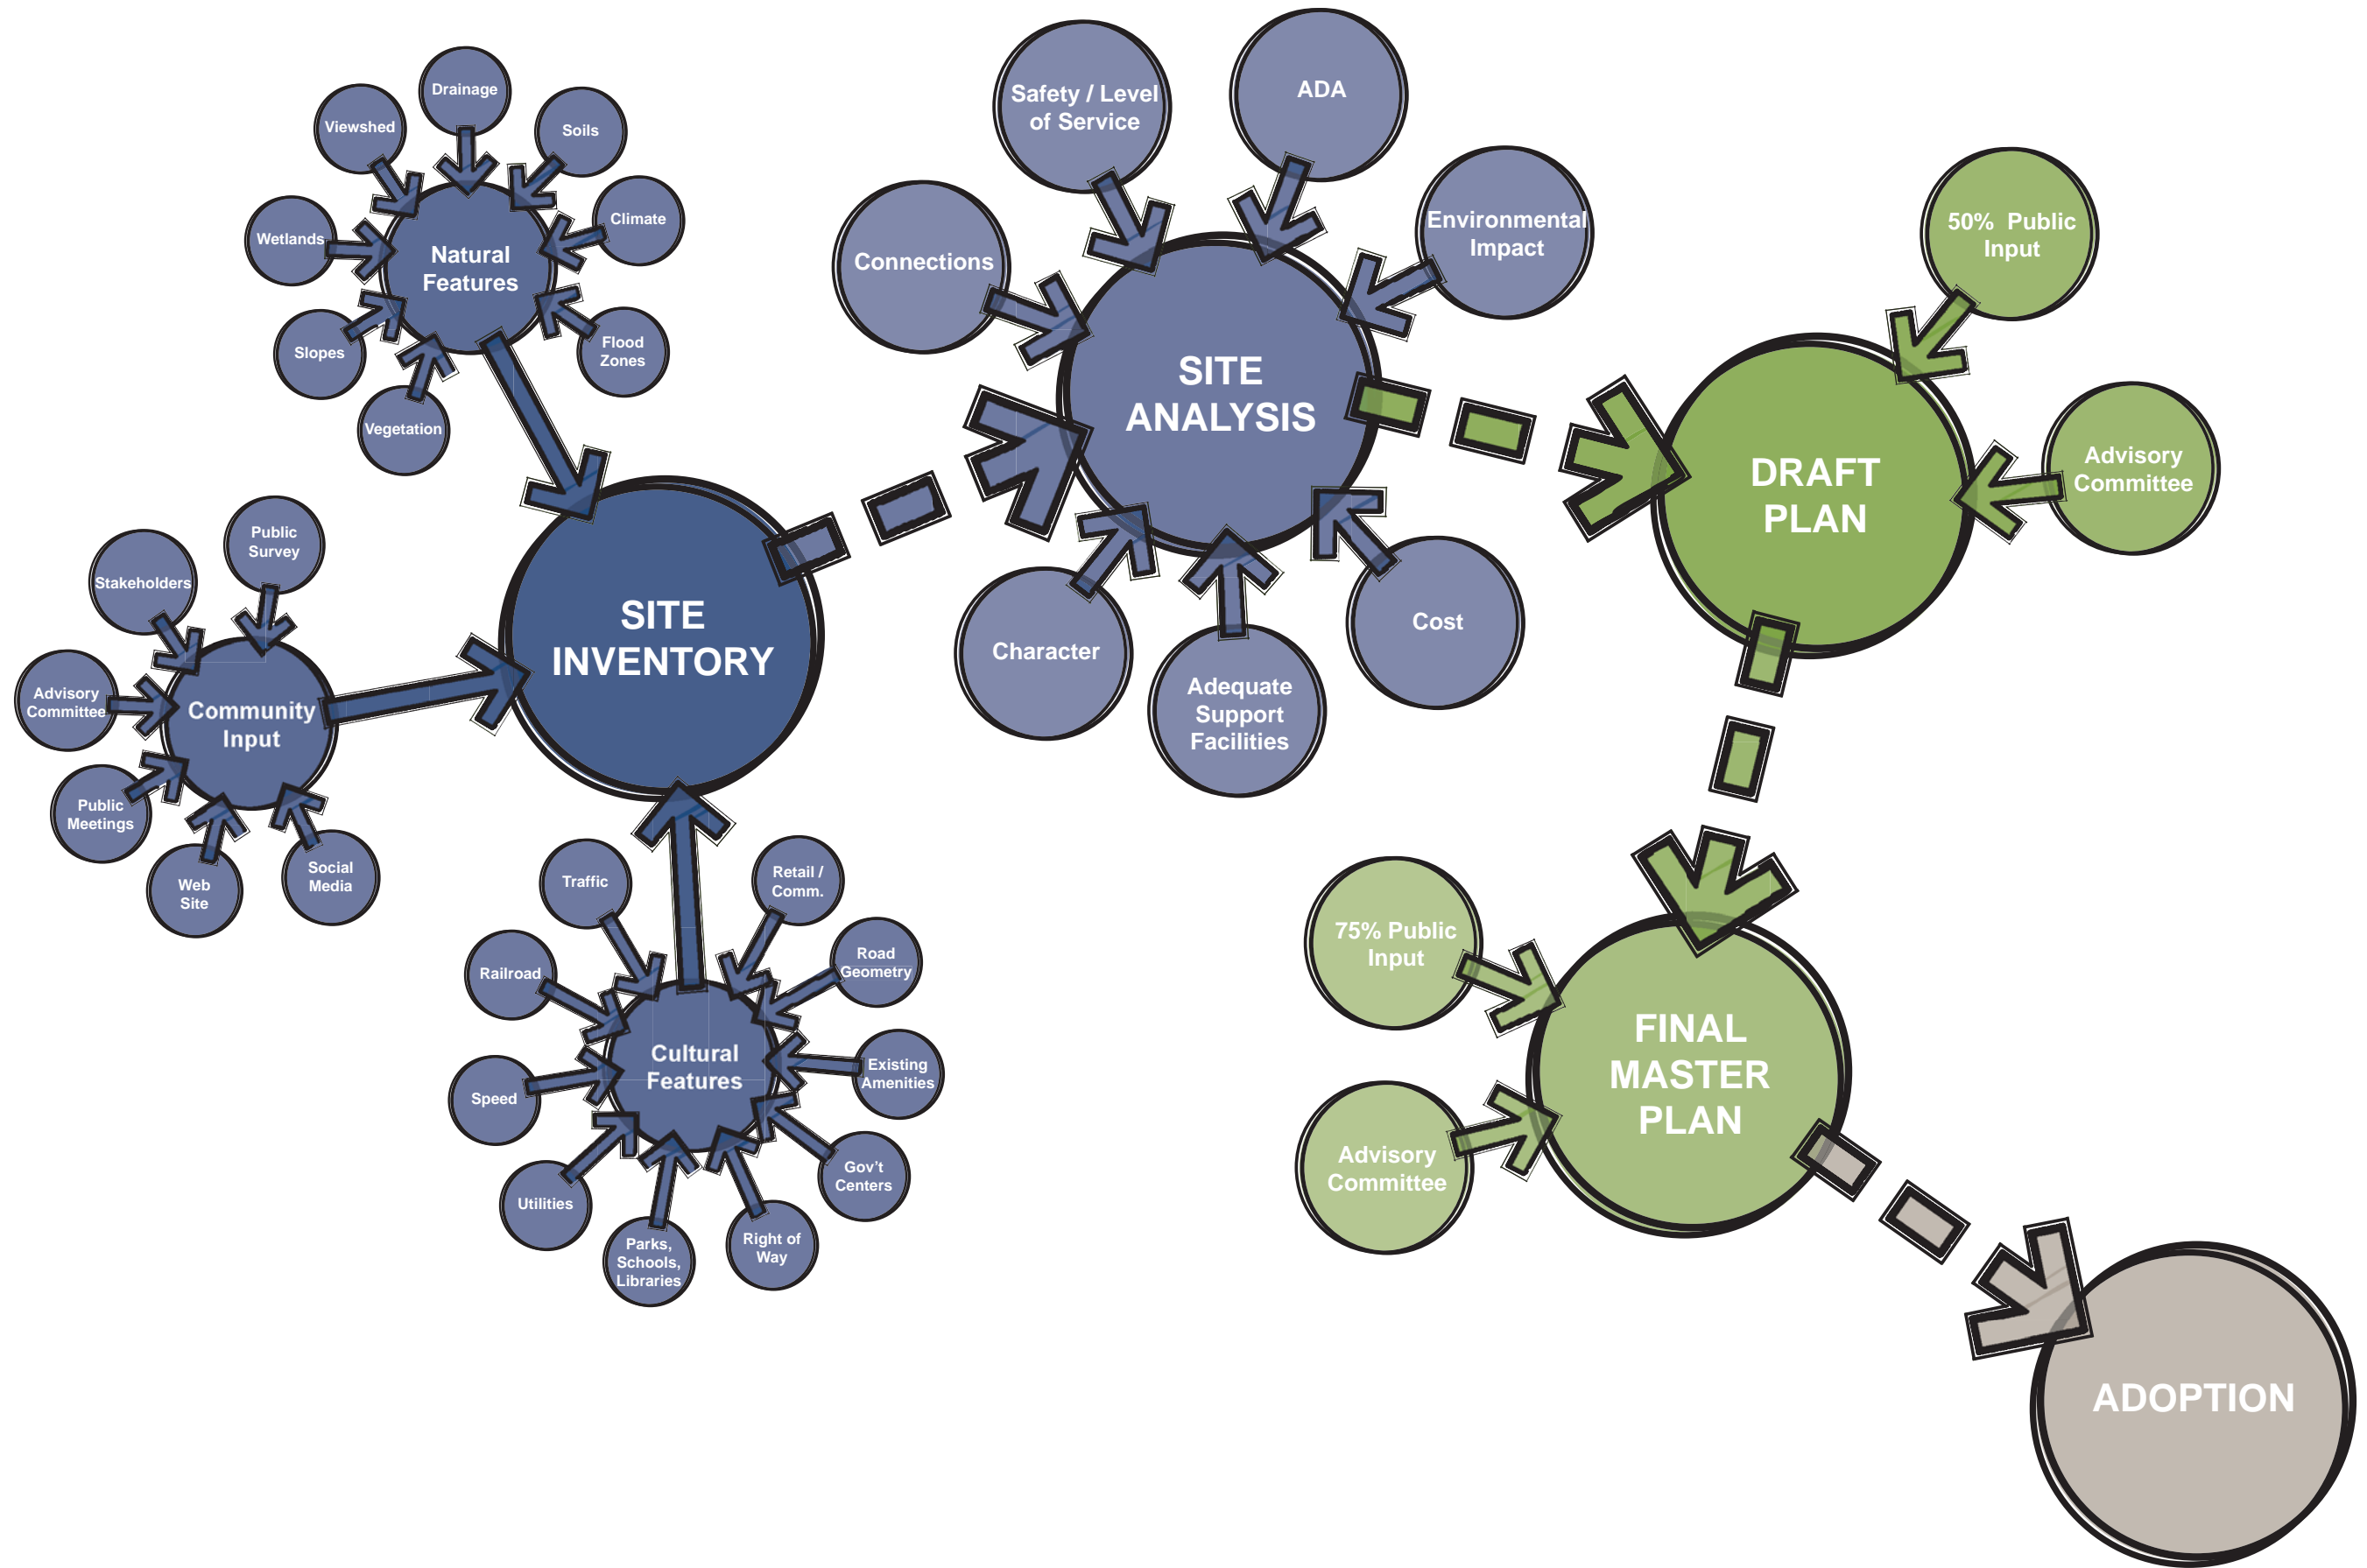 Drainage
Viewshed
Soils
Climate
Wetlands
Natural
Features
Slopes
Flood
Zones
Vegetation
Public
Survey
Stakeholders
Advisory
Committee
Community
Input
Public
Meetings
Web
Site
Social
Media
SITE
INVENTORY
Traffic
Retail /
Comm.
Railroad
Road
Geometry
Cultural
Features
Existing
Amenities
Speed
Gov't
Centers
Utilities
Parks,
Schools,
Libraries
Right of
Way
Safety / Level
of Service
ADA
Connections
Environmental
Impact
SITE
ANALYSIS
Character
Adequate
Support
Facilities
Cost
50%  Public
Input
DRAFT
PLAN
Advisory
Committee
75% Public
Input
FINAL
MASTER
PLAN
Advisory
Committee
ADOPTION